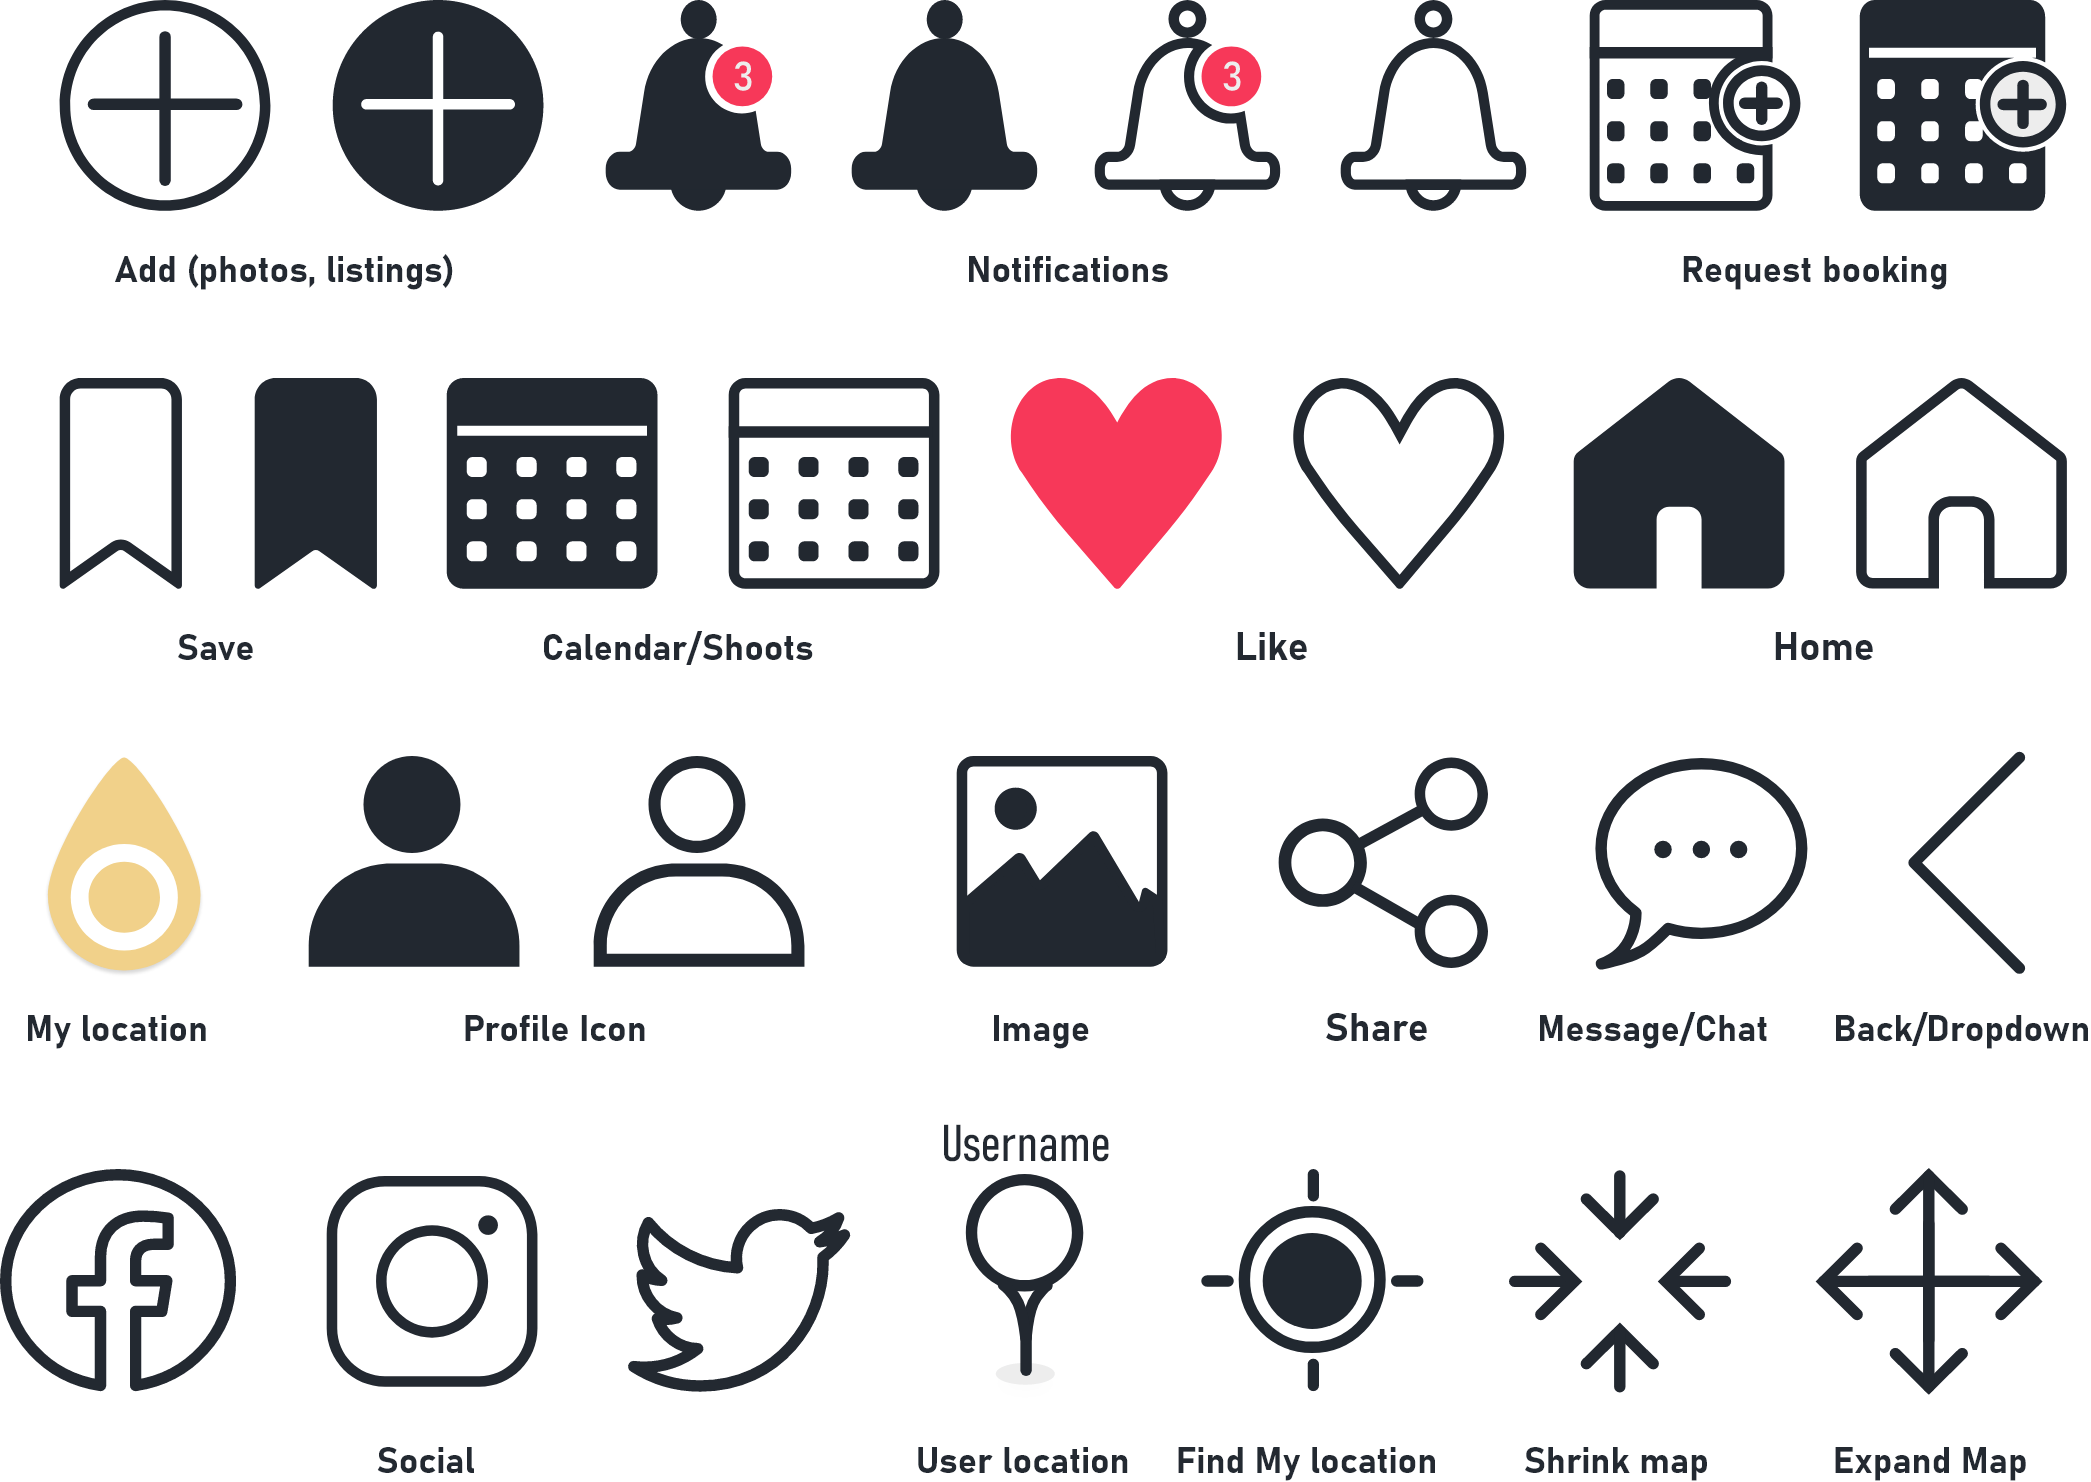 3
3
Add (photos, listings)
Notifications
Request booking
Save
Calendar/Shoots
Like
Home
My location
Profile Icon
Image
Share
Message/Chat
Back/Dropdown
Username
Social
User location
Find My location
Shrink map
Expand Map